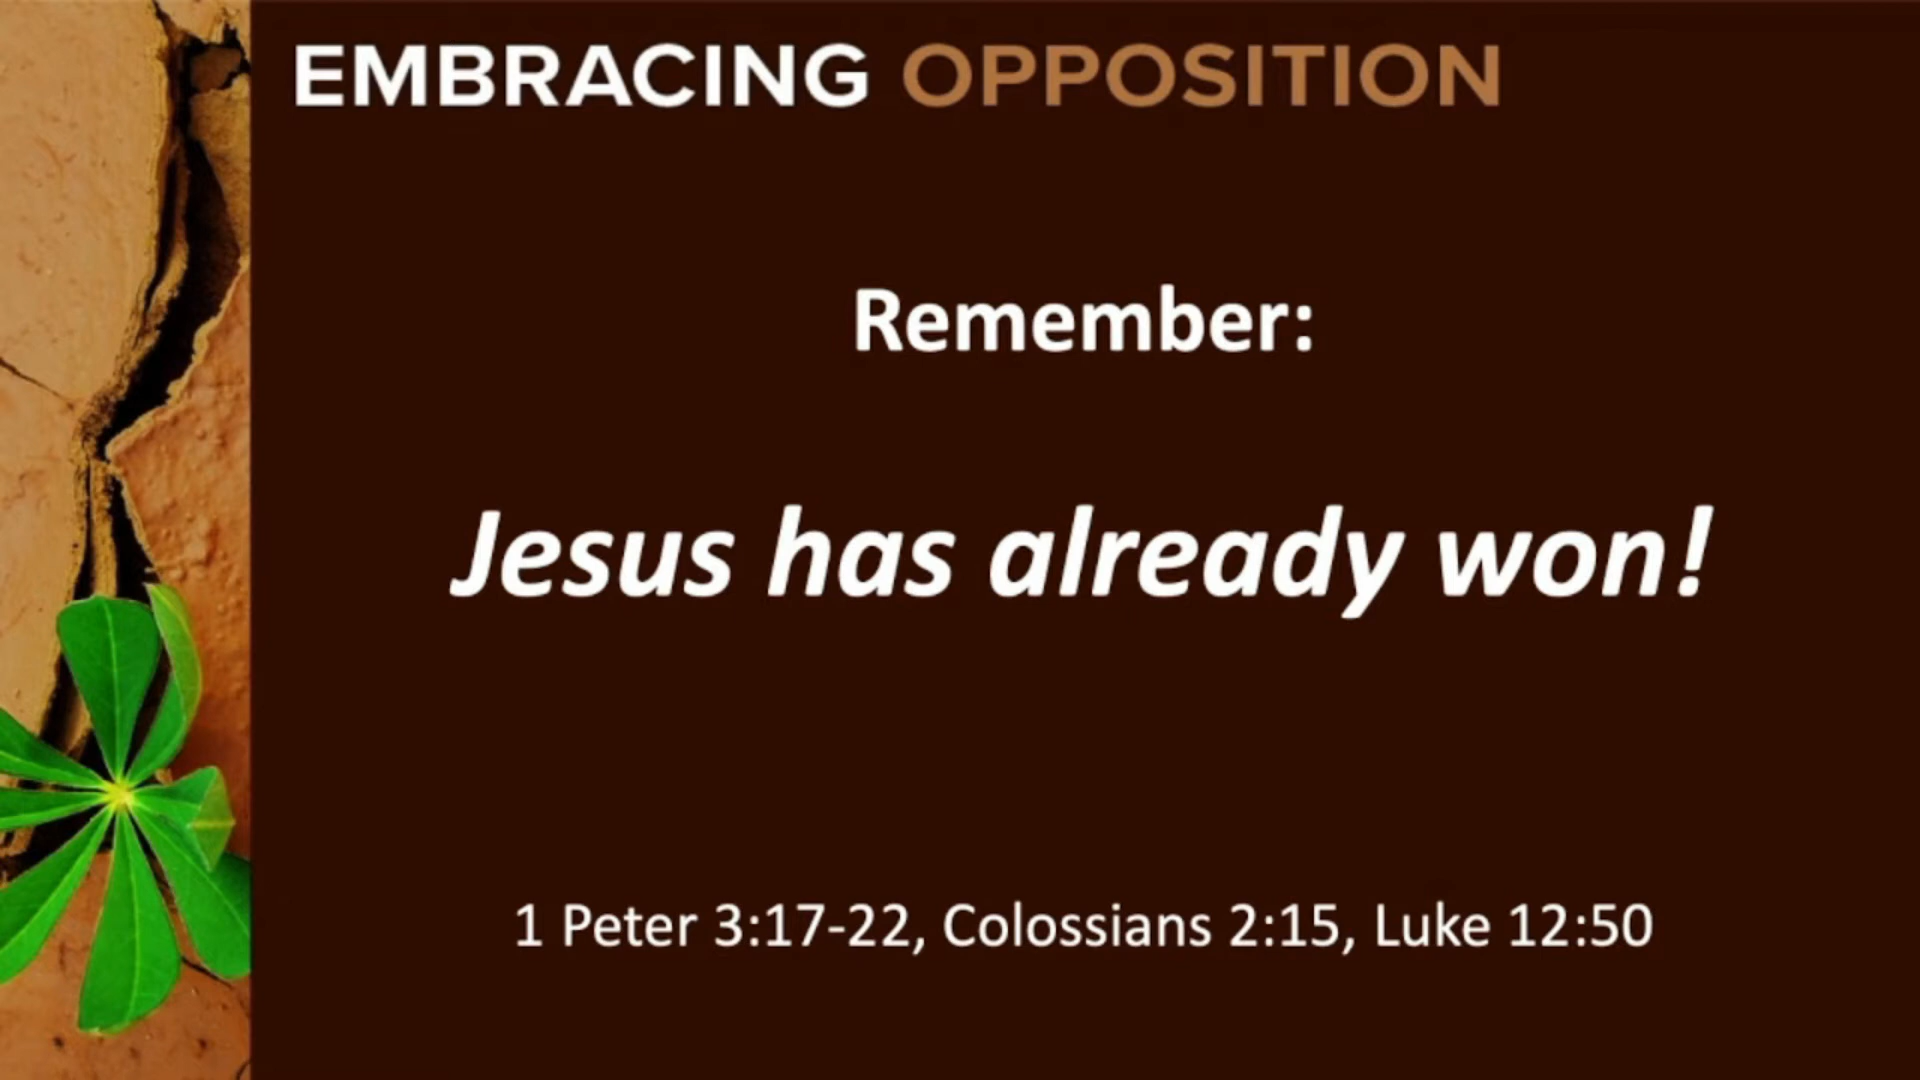 EMBRACING OPPOSITION
Remember:
Jesus has already won!
1 Peter 3:17-22, Colossians 2:15, Luke 12:50